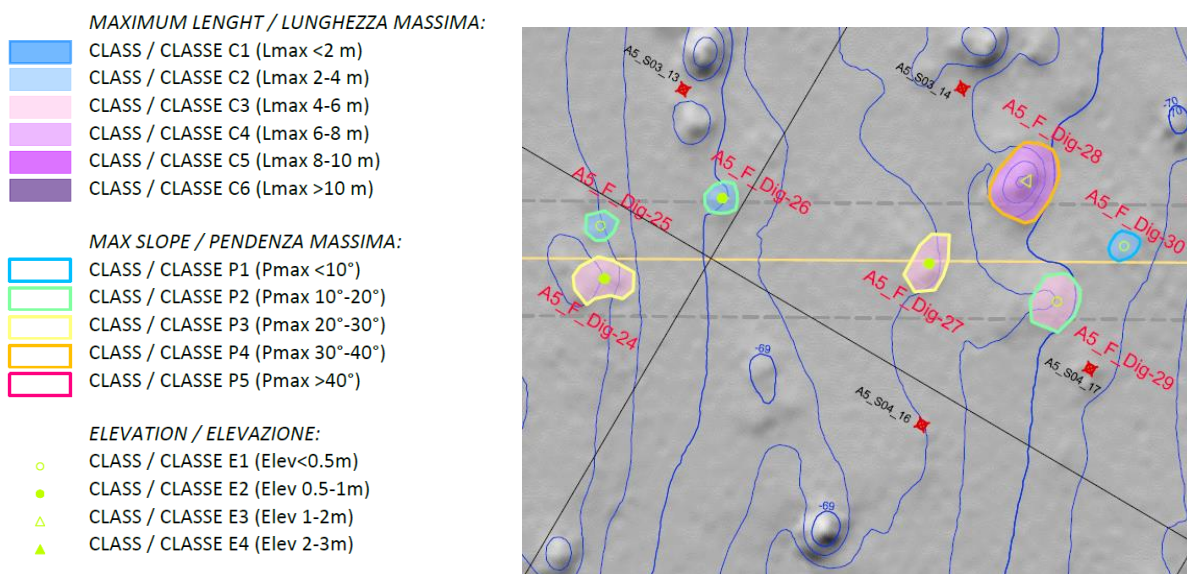 MAXIMUM LENGHT / LUNGHEZZA MASSIMA:
CLASS / CLASSE C1 (Lmax <2 m)
CLASS / CLASSE C2 (Lmax 2-4 m)
CLASS / CLASSE C3 (Lmax 4-6 m)
CLASS / CLASSE C4 (Lmax 6-8 m)
CLASS / CLASSE C5 (Lmax 8-10 m)
CLASS / CLASSE C6 (Lmax >10 m)
MAX SLOPE / PENDENZA MASSIMA:
CLASS / CLASSE P1 (Pmax <10°)
CLASS / CLASSE P2 (Pmax 10°-20°)
CLASS / CLASSE P3 (Pmax 20°-30°)
CLASS / CLASSE P4 (Pmax 30°-40°)
CLASS / CLASSE P5 (Pmax >40°)
ELEVATION / ELEVAZIONE:
CLASS / CLASSE E1 (Elev<0.5m)
CLASS / CLASSE E2 (Elev 0.5-1m)
CLASS / CLASSE E3 (Elev 1-2m)
CLASS / CLASSE E4 (Elev 2-3m)
A5_S03_13
A5_S03_14
-70
-70
A5_F_Dig-28
A5_F_Dig-26
A5_F_Dig-25
A5_F_Dig-30
A5_F_Dig-27
A5_F_Dig-24
A5_F_Dig-29
-69
A5_S04_17
A5_S04_16
-69